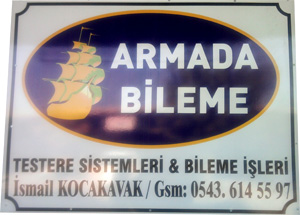 ARMADA
BİLEME
TESTERE SİSTEMLERİ & BİLEME İŞLERİ
İsmail KOCAKAVAK / Gsm: 0543. 614 55 97